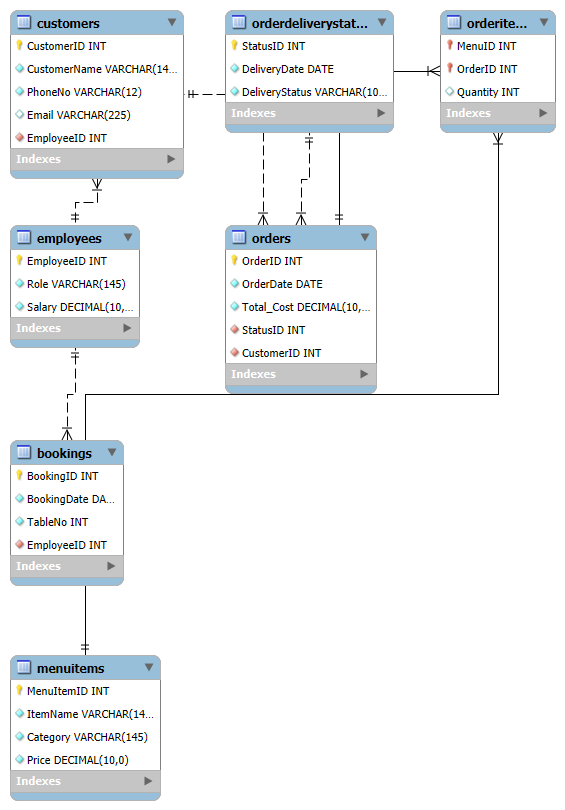 customers
CustomerID INT
CustomerName VARCHAR(14...
PhoneNo VARCHAR(12)
Email VARCHAR(225)
EmployeeID INT
Indexes
orderdeliverystat...
StatusID INT
DeliveryDate DATE
DeliveryStatus VARCHAR(10...
Indexes
orderite...
MenuID INT
OrderID INT
Quantity INT
Indexes
employees
EmployeeID INT
Role VARCHAR(145)
Salary DECIMAL(10,...
Indexes
orders
OrderID INT
OrderDate DATE
Total_Cost DECIMAL(10,...
StatusID INT
CustomerID INT
Indexes
bookings
BookingID INT
BookingDate DA...
TableNo INT
EmployeeID INT
Indexes
menuitems
MenuItemID INT
ItemName VARCHAR(14...
Category VARCHAR(145)
Price DECIMAL(10,0)
Indexes